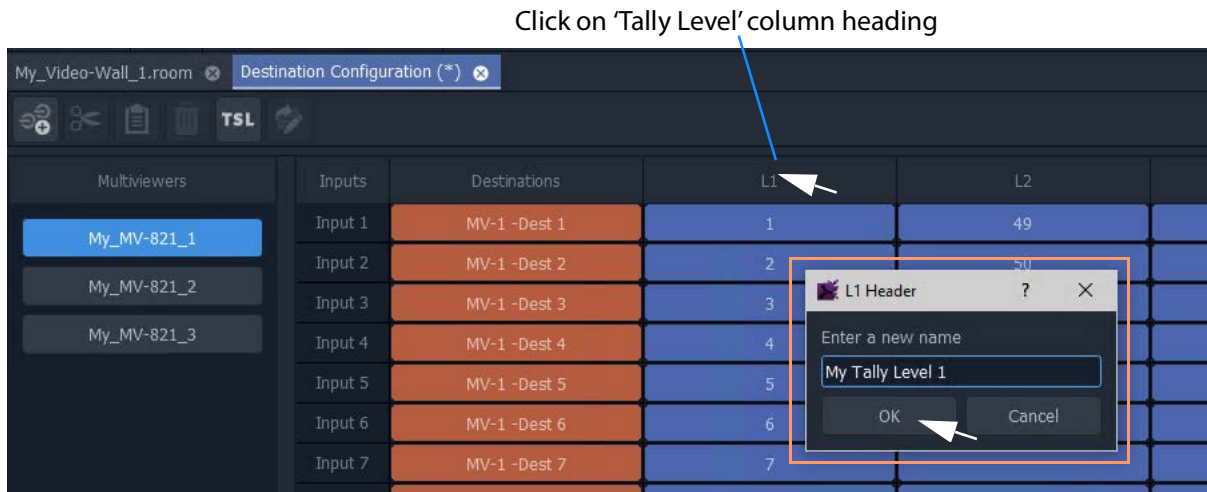 Click on ‘Tally Level’ column heading
My_Video-Wall_1.room Destination Configuration (*)
TSL
Multiviewers Inputs Destinations L1 L2
My_MV-821_1
My_MV-821_2
My_MV-821_3
Input 1 MV-1 -Dest 1 1 49
Input 2 MV-1 -Dest 2 2 50
Input 3 MV-1 -Dest 3 3
Input 4 MV-1 -Dest 4 4
Input 5 MV-1 -Dest 5 5
Input 6 MV-1 -Dest 6 6
Input 7 MV-1 -Dest 7 7
L1 Header ?
Enter a new name
My Tally Level 1
OK Cancel